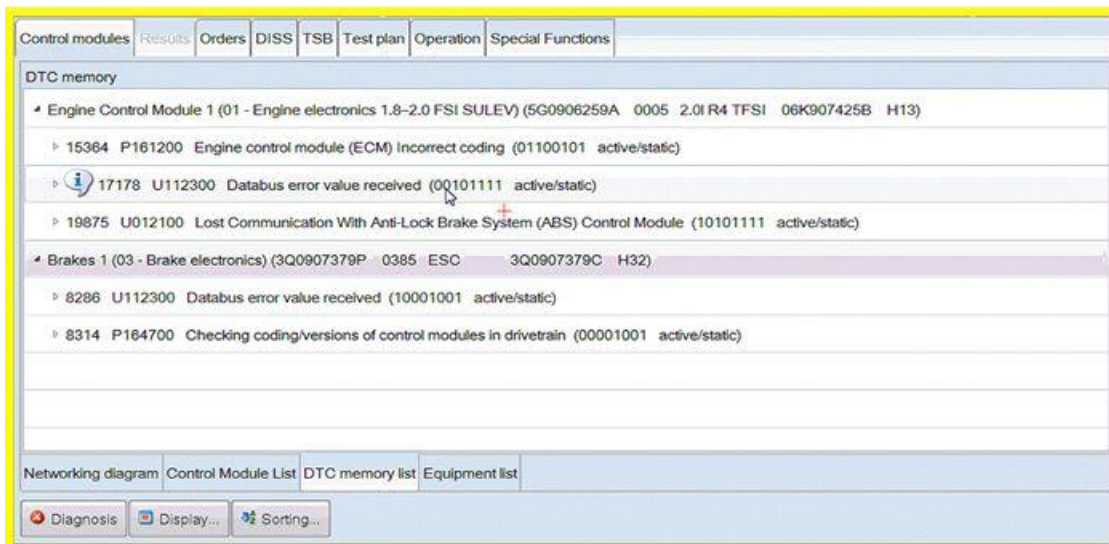 Control modules Results Orders DISS TSB Test plan Operation Special Functions
DTC memory
Engine Control Module 1 (01 - Engine electronics 1.8–2.0 FSI SULEV) (5G0906259A 0005 2.0l R4 TFSI 06K907425B H13)
15364 P161200 Engine control module (ECM) Incorrect coding (01100101 active/static)
17178 U112300 Databus error value received (00101111 active/static)
19875 U012100 Lost Communication With Anti-Lock Brake System (ABS) Control Module (10101111 active/static)
Brakes 1 (03 - Brake electronics) (3Q0907379P 0385 ESC 3Q0907379C H32)
8286 U112300 Databus error value received (10001001 active/static)
8314 P164700 Checking coding/versions of control modules in drivetrain (00001001 active/static)
Networking diagram Control Module List DTC memory list Equipment list
Diagnosis Display... Sorting...